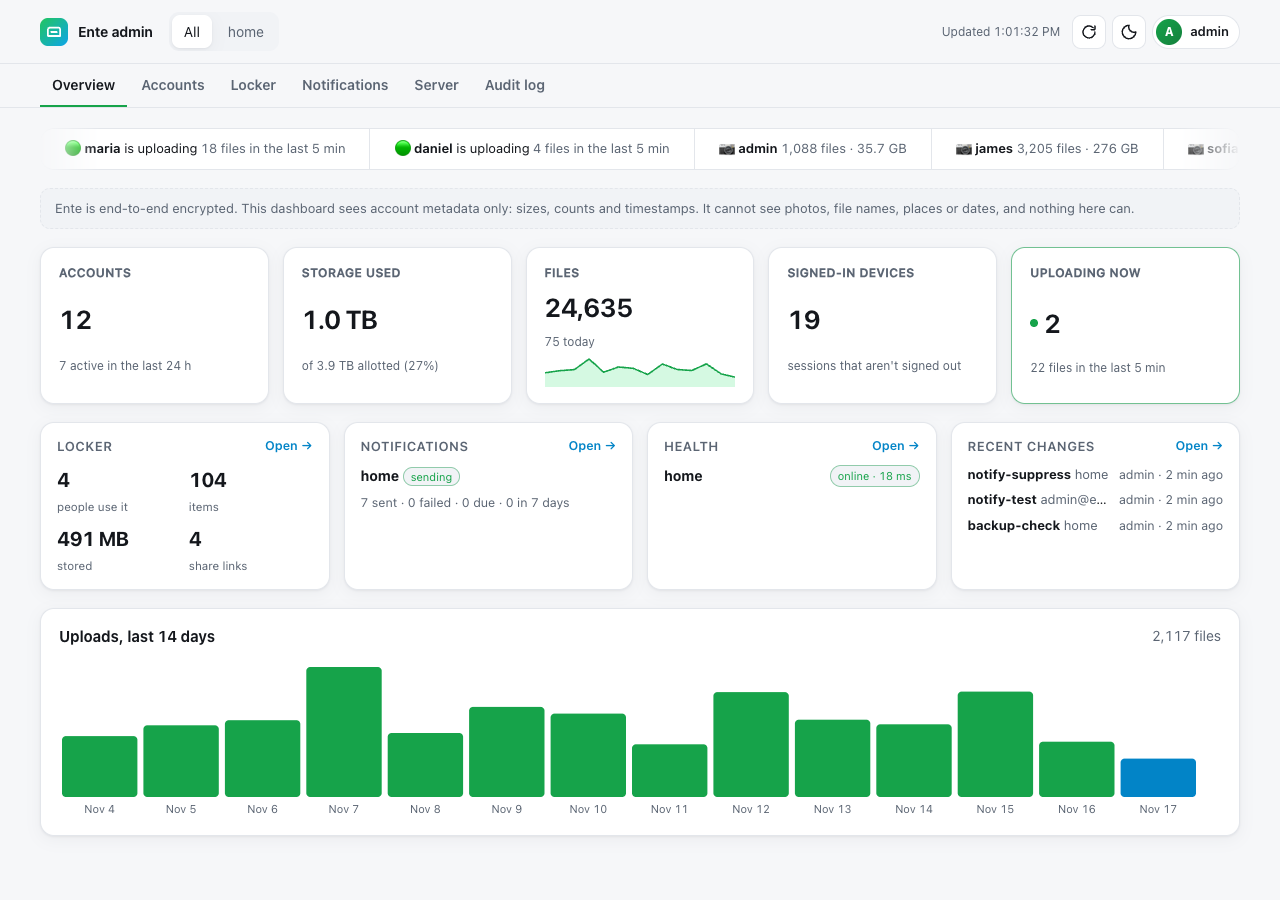 Ente admin
All
home
Updated 1:01:32 PM
A
admin
Overview
Accounts
Locker
Notifications
Server
Audit log
maria is uploading 18 files in the last 5 min
daniel is uploading 4 files in the last 5 min
admin 1,088 files · 35.7 GB
james 3,205 files · 276 GB
sofia
Ente is end-to-end encrypted. This dashboard sees account metadata only: sizes, counts and timestamps. It cannot see photos, file names, places or dates, and nothing here can.
ACCOUNTS
12
7 active in the last 24 h
STORAGE USED
1.0 TB
of 3.9 TB allotted (27%)
FILES
24,635
75 today
SIGNED-IN DEVICES
19
sessions that aren't signed out
UPLOADING NOW
2
22 files in the last 5 min
LOCKER
Open →
4
people use it
104
items
491 MB
stored
4
share links
NOTIFICATIONS
Open →
home sending
7 sent · 0 failed · 0 due · 0 in 7 days
HEALTH
Open →
home
online · 18 ms
RECENT CHANGES
Open →
notify-suppress home admin · 2 min ago
notify-test admin@e... admin · 2 min ago
backup-check home admin · 2 min ago
Uploads, last 14 days
2,117 files
Nov 4
Nov 5
Nov 6
Nov 7
Nov 8
Nov 9
Nov 10
Nov 11
Nov 12
Nov 13
Nov 14
Nov 15
Nov 16
Nov 17